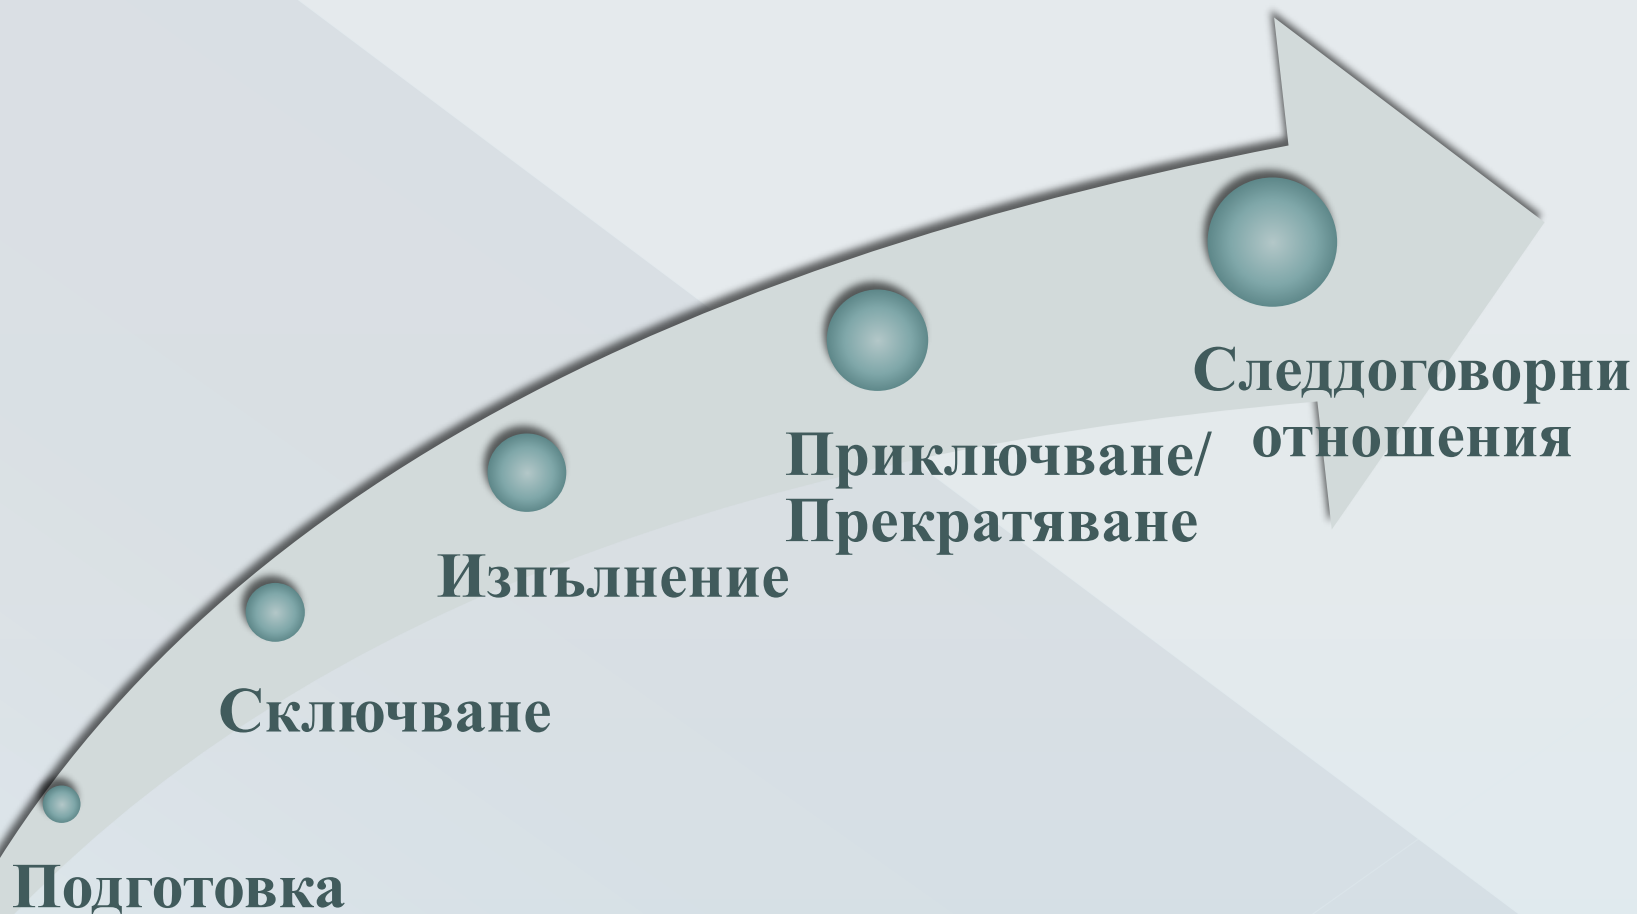 Подготовка
Сключване
Изпълнение
Приключване/
Прекратяване
Следдоговорни
отношения